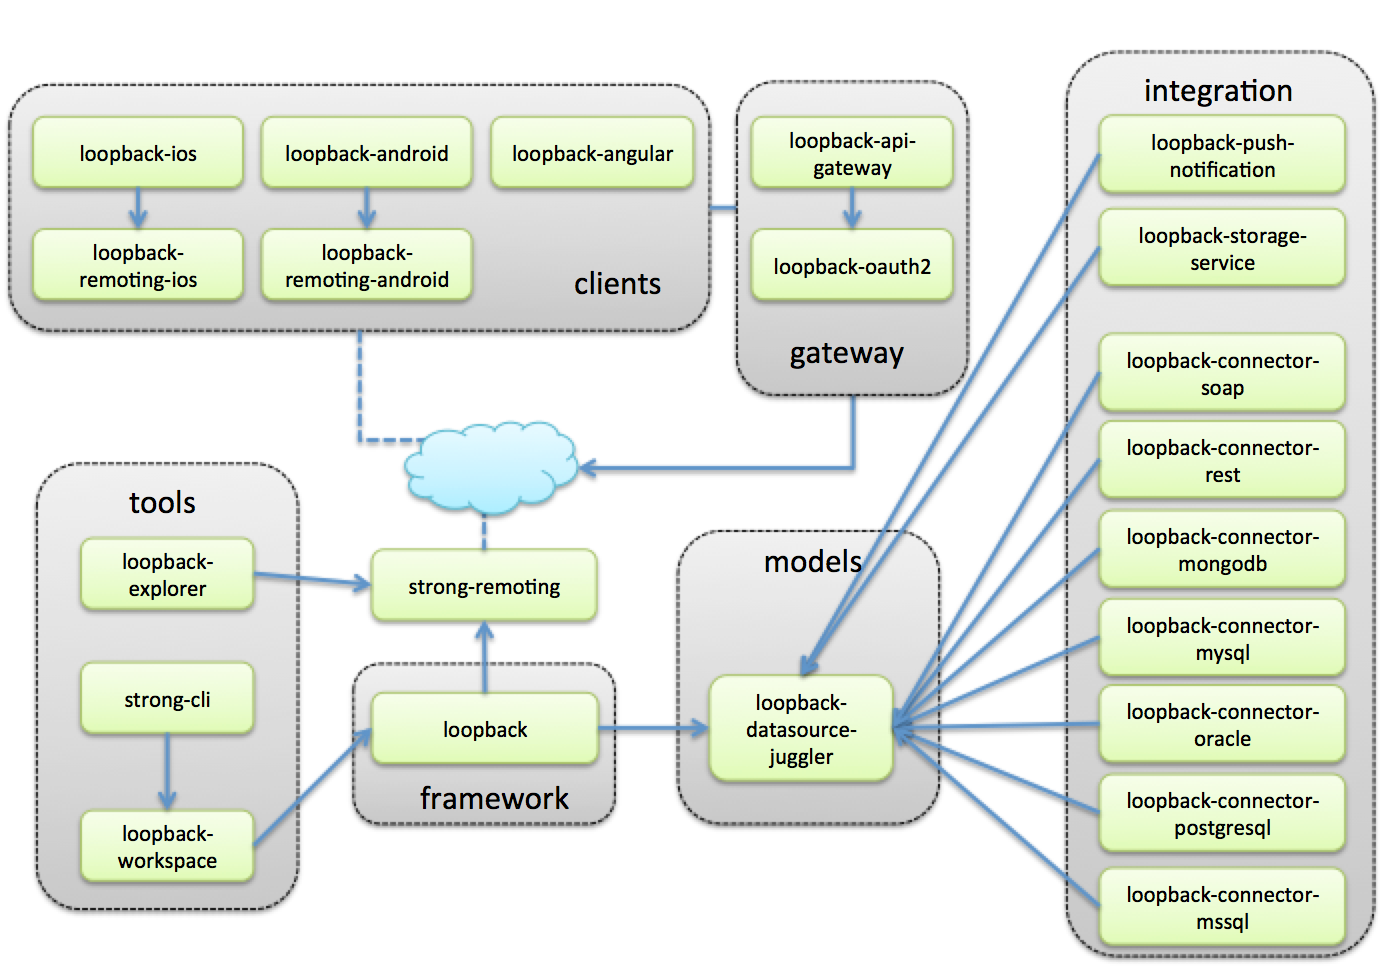 loopback-ios
loopback-android
loopback-angular
loopback-
remoting-ios
loopback-
remoting-android
clients
loopback-api-
gateway
loopback-oauth2
gateway
integration
loopback-push-
notification
loopback-storage-
service
loopback-connector-
soap
loopback-connector-
rest
loopback-connector-
mongodb
loopback-connector-
mysql
loopback-connector-
oracle
loopback-connector-
postgresql
loopback-connector-
mssql
tools
loopback-
explorer
strong-cli
loopback-
workspace
strong-remoting
loopback
framework
models
loopback-
datasource-
juggler